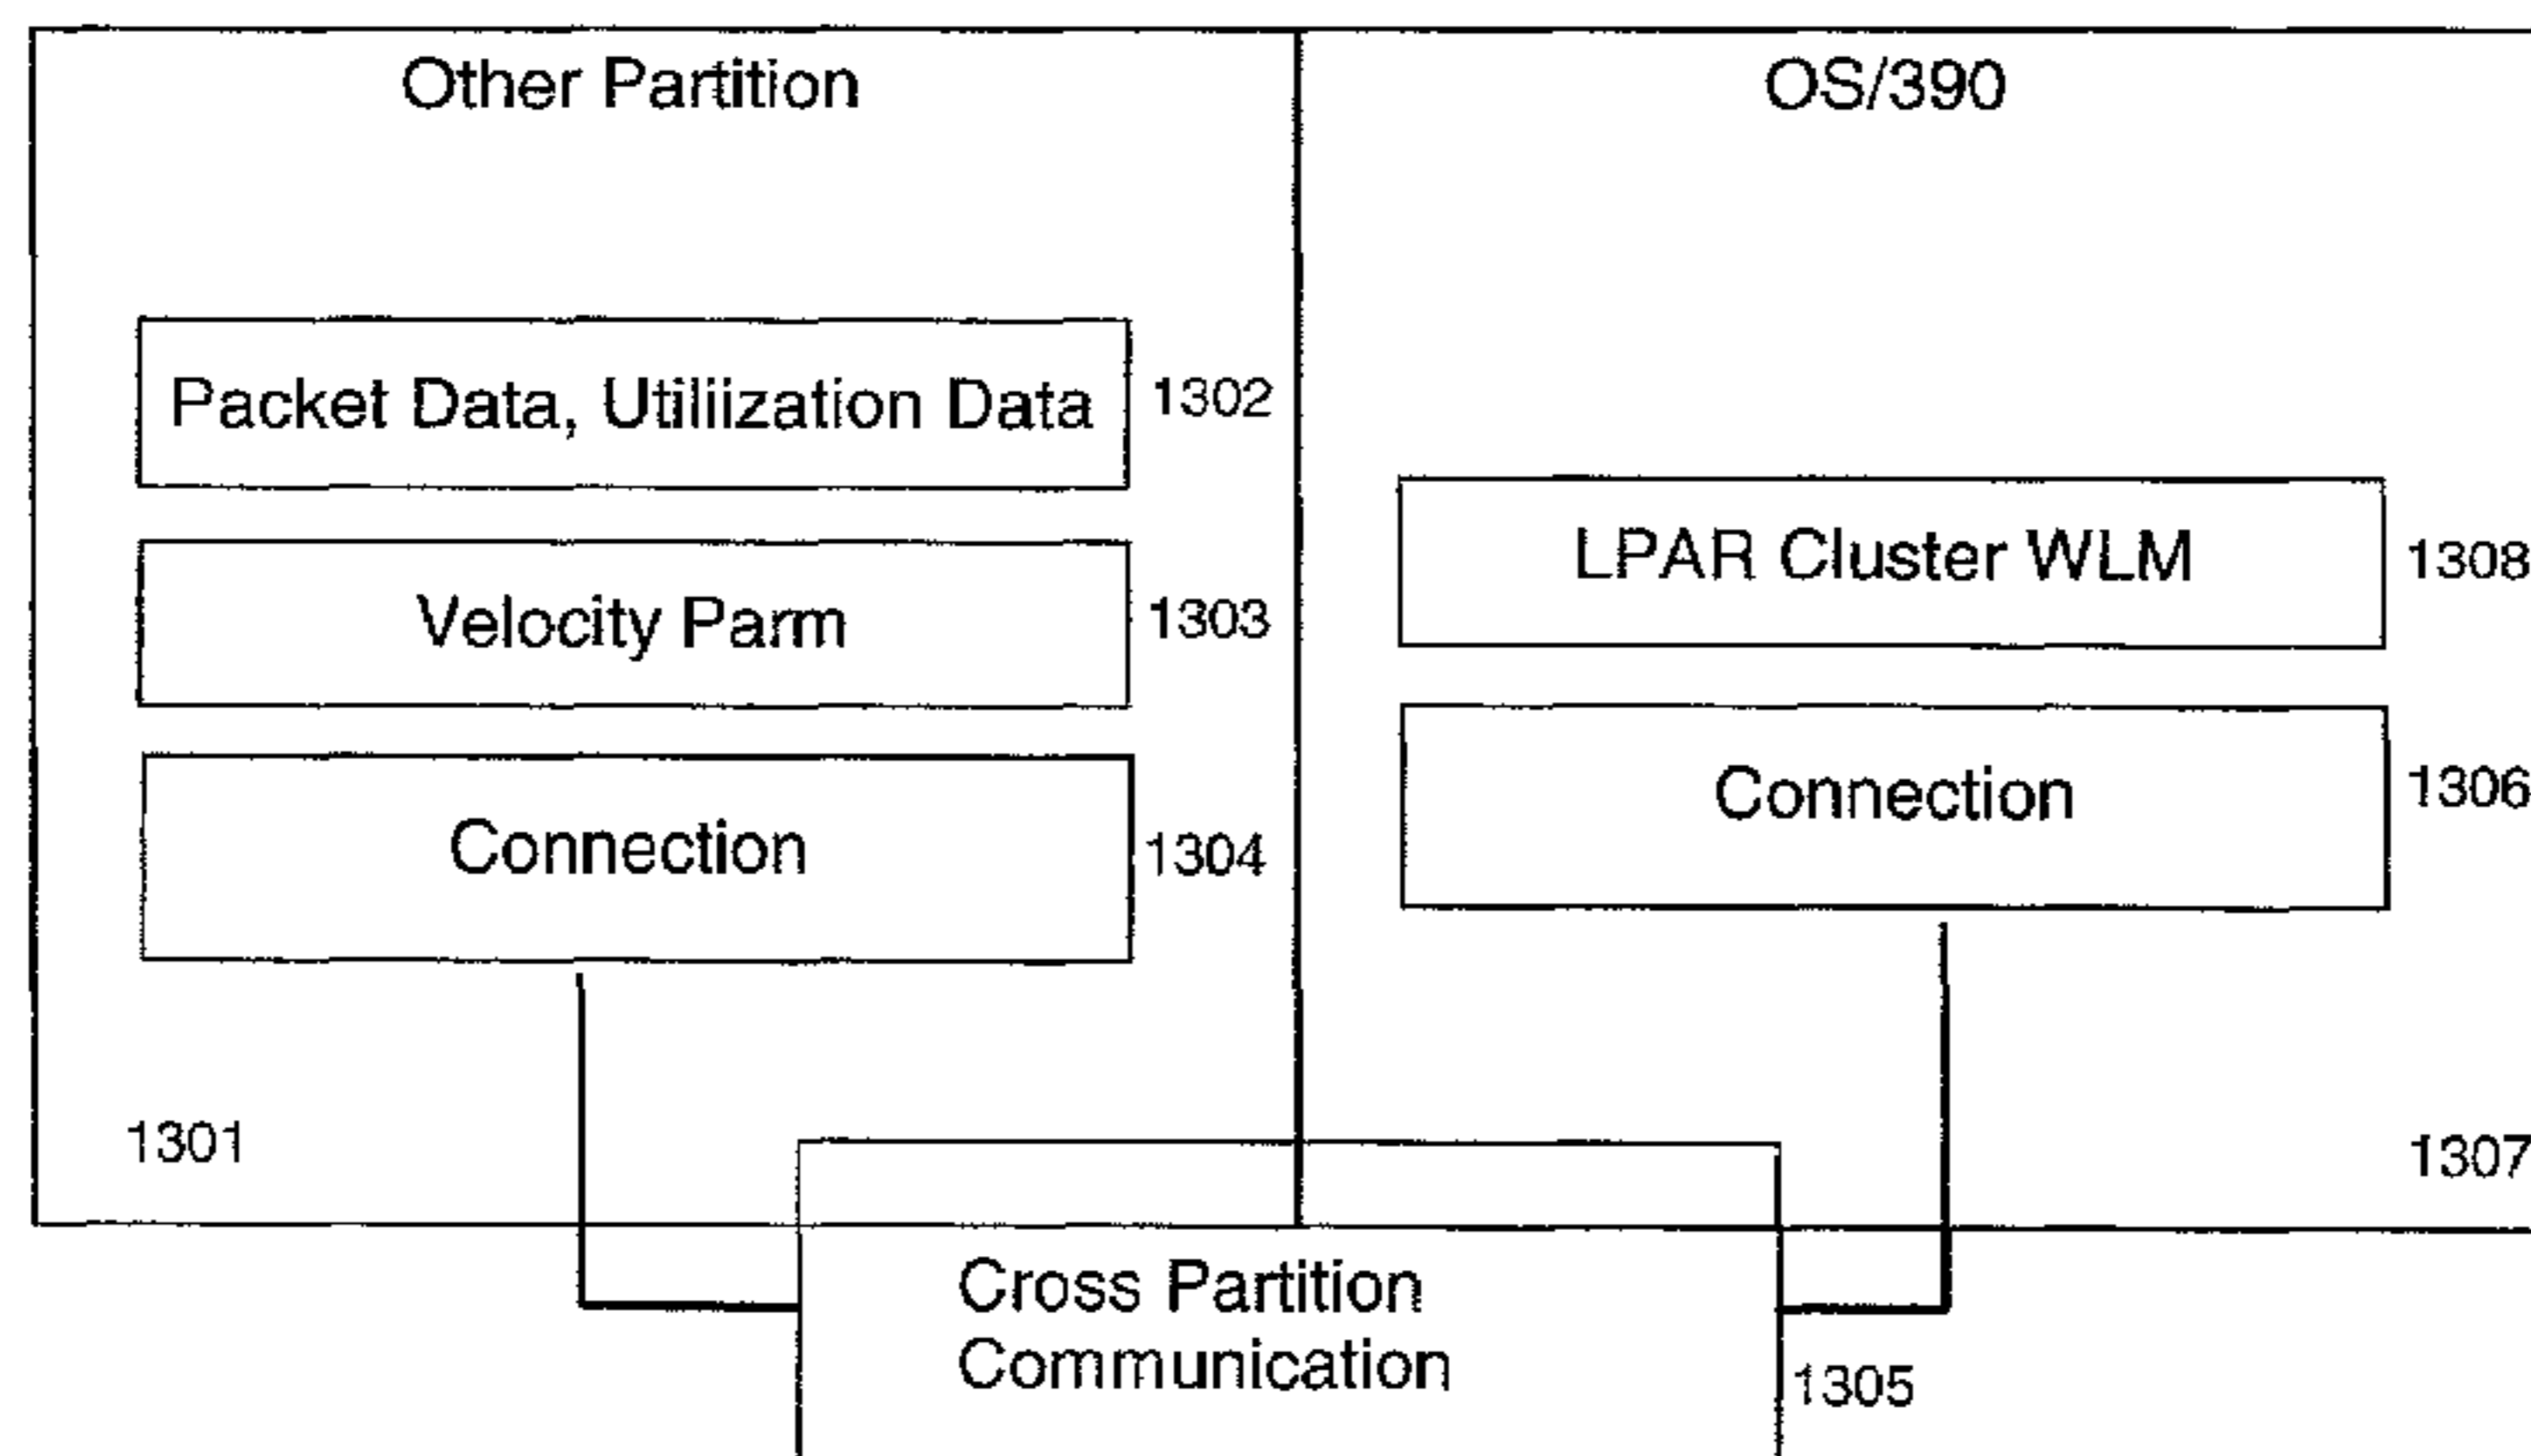 Other Partition
OS/390
Packet Data, Utiliization Data
1302
Velocity Parm
1303
LPAR Cluster WLM
1308
Connection
1304
Connection
1306
1301
1307
Cross Partition
Communication
1305